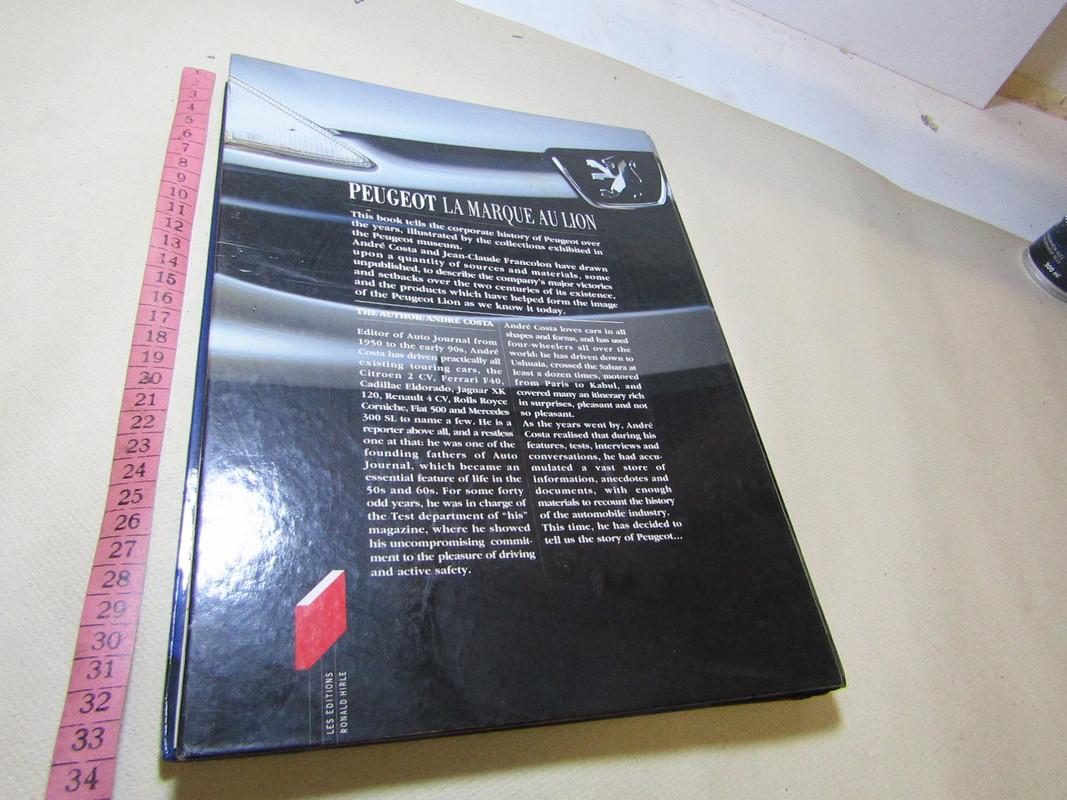 1
2
3
4
5
6
7
8
9
10
11
12
13
14
15
16
17
18
19
20
21
22
23
24
25
26
27
28
29
30
31
32
33
34
PEUGEOT LA MARQUE AU LION
This book tells the corporate history of Peugeot over
the years, illustrated by the collections exhibited in
the Peugeot museum.
André Costa and Jean-Claude Francolon have drawn
upon a quantity of sources and materials, some
unpublished, to describe the company's major victories
and setbacks over the two centuries of its existence,
and the products which have helped form the image
of the Peugeot Lion as we know it today.
THE AUTHOR: ANDRE COSTA
Editor of Auto Journal from
1950 to the early 90s, André
Costa has driven practically all
existing touring cars, the
Citroen 2 CV, Ferrari F40,
Cadillac Eldorado, Jaguar XK
120, Renault 4 CV, Rolls Royce
Corniche, Fiat 500 and Mercedes
300 SL to name a few. He is a
reporter above all, and a restless
one at that: he was one of the
founding fathers of Auto
Journal, which became an
essential feature of life in the
50s and 60s. For some forty
odd years, he was in charge of
the Test department of "his"
magazine, where he showed
his uncompromising commit-
ment to the pleasure of driving
and active safety.
André Costa loves cars in all
shapes and forms, and has used
four-wheelers all over the
world: he has driven down to
Ushuaia, crossed the Sahara at
least a dozen times, motored
from Paris to Kabul, and
covered many an itinerary rich
in surprises, pleasant and not
so pleasant.
As the years went by, André
Costa realised that during his
features, tests, interviews and
conversations, he had accu-
mulated a vast store of
information, anecdotes and
documents, with enough
materials to recount the history
of the automobile industry.
This time, he has decided to
tell us the story of Peugeot...
LES EDITIONS
RONALD HIRLE
300 ml